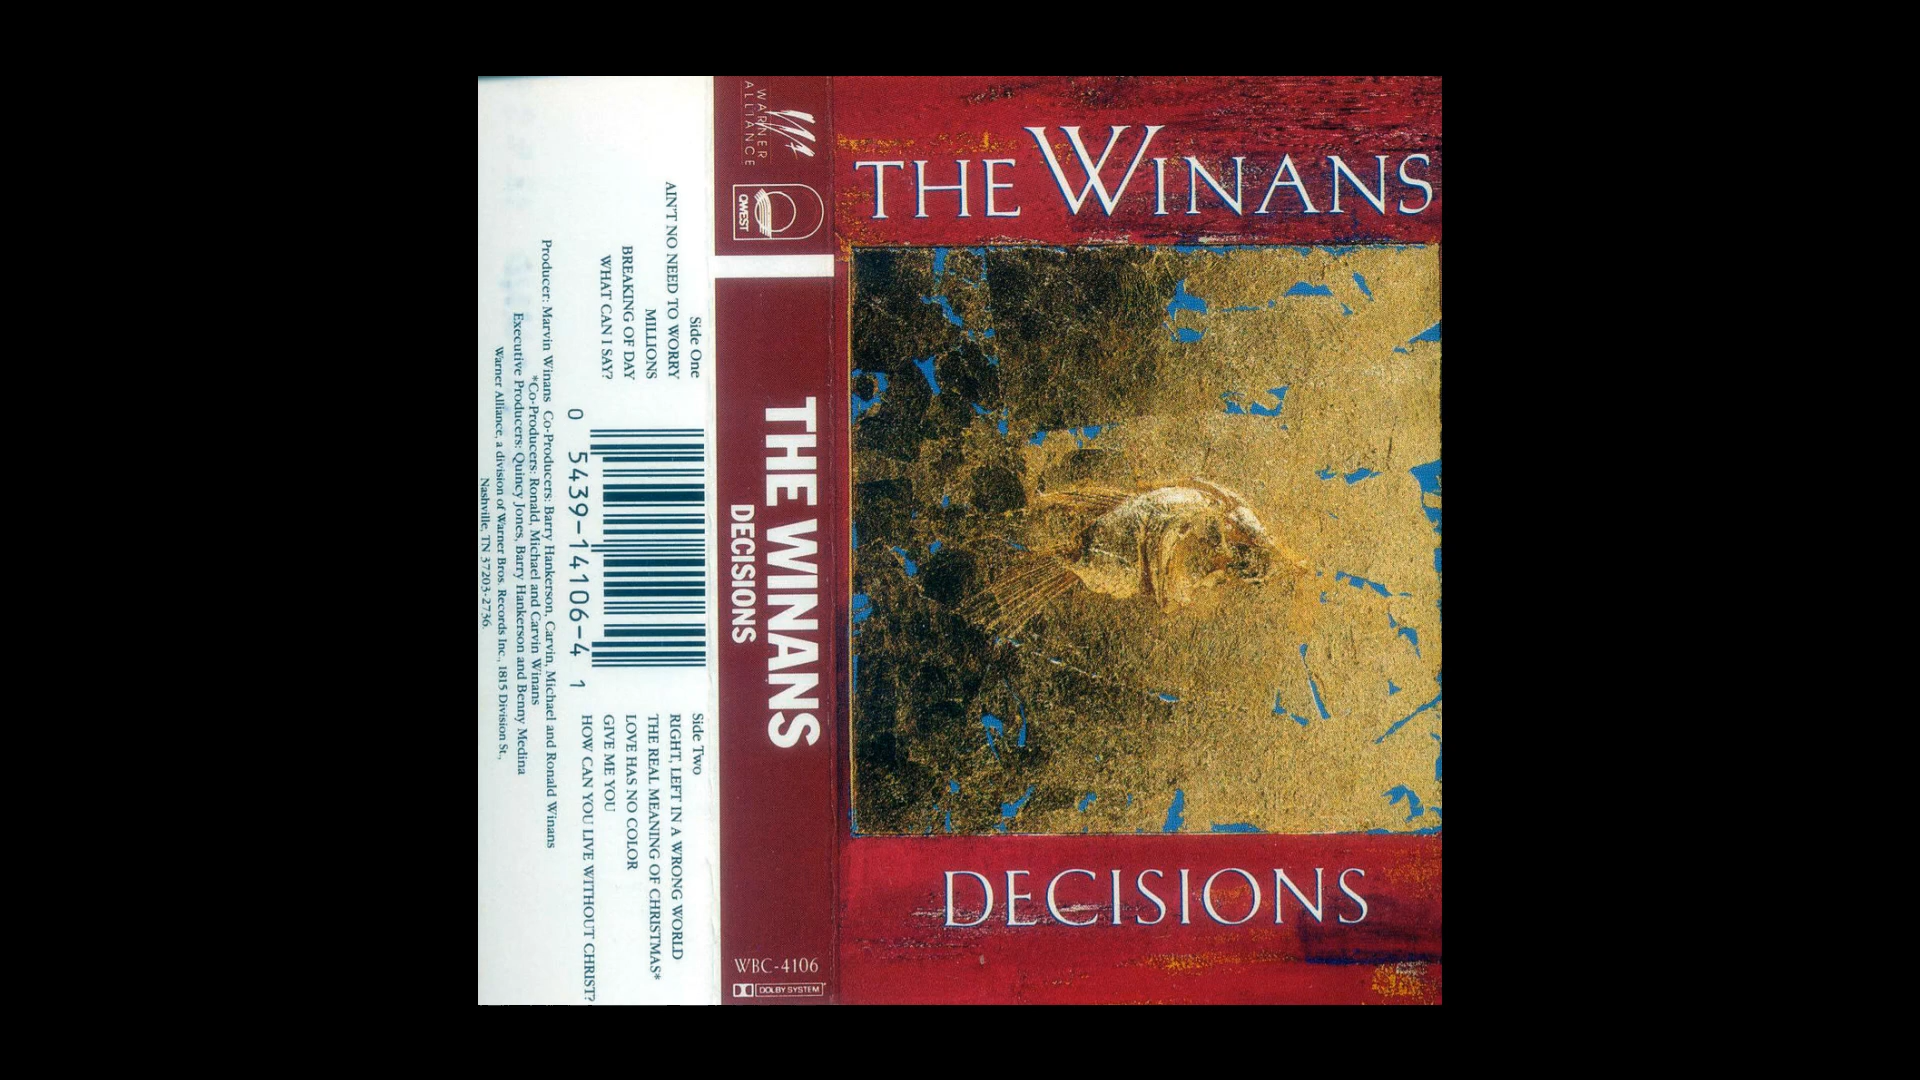 THE WINANS
DECISIONS
WARNER
ALLIANCE
QWEST
THE WINANS
DECISIONS
WBC-4106
DOLBY SYSTEM
Side One
AIN'T NO NEED TO WORRY
MILLIONS
BREAKING OF DAY
WHAT CAN I SAY?
0 5439-14106-4 1
Side Two
RIGHT, LEFT IN A WRONG WORLD
THE REAL MEANING OF CHRISTMAS*
LOVE HAS NO COLOR
GIVE ME YOU
HOW CAN YOU LIVE WITHOUT CHRIST?
Producer: Marvin Winans Co-Producers: Barry Hankerson, Carvin, Michael and Ronald Winans
*Co-Producers: Ronald, Michael and Carvin Winans
Executive Producers: Quincy Jones, Barry Hankerson and Benny Medina
Warner Alliance, a division of Warner Bros. Records Inc., 1815 Division St.,
Nashville, TN 37203-2736.